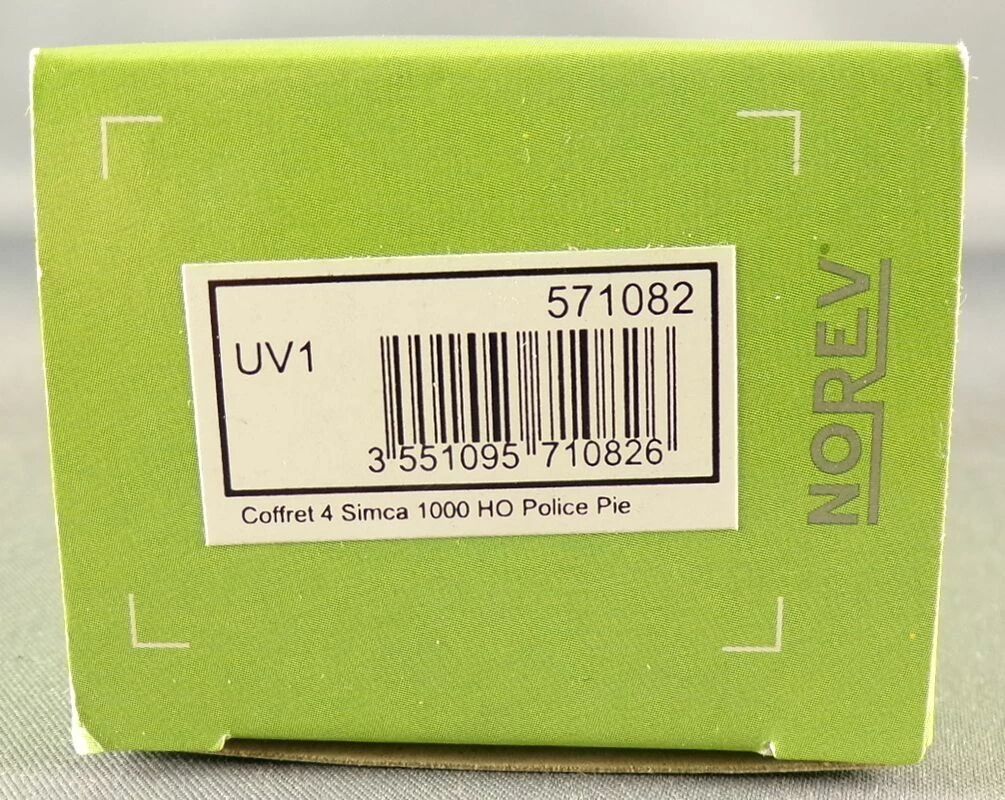 571082
UV1
3 551095 710826
Coffret 4 Simca 1000 HO Police Pie
NOREV